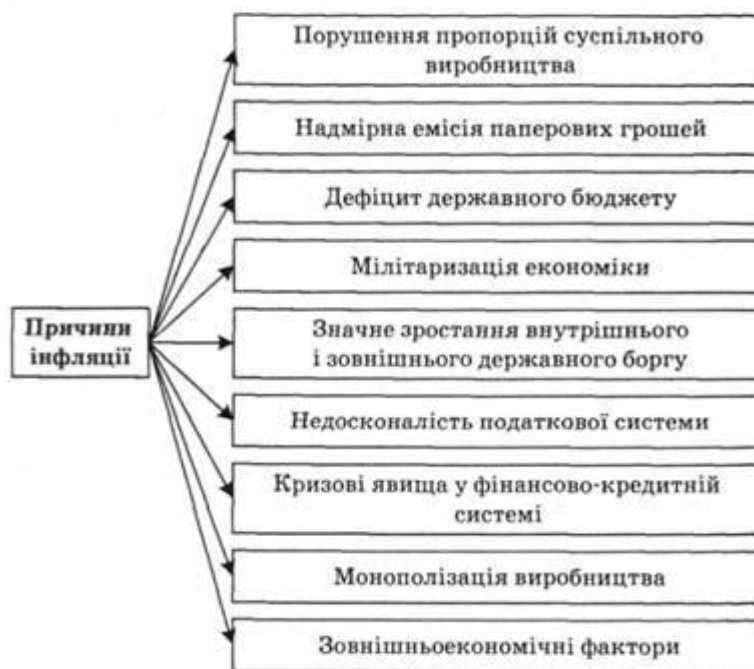 Порушення пропорцій суспільного
виробництва
Надмірна емісія паперових грошей
Дефіцит державного бюджету
Мілітаризація економіки
Причини
інфляції
Значне зростання внутрішнього
і зовнішнього державного боргу
Недосконалість податкової системи
Кризові явища у фінансово-кредитній
системі
Монополізація виробництва
Зовнішньоекономічні фактори